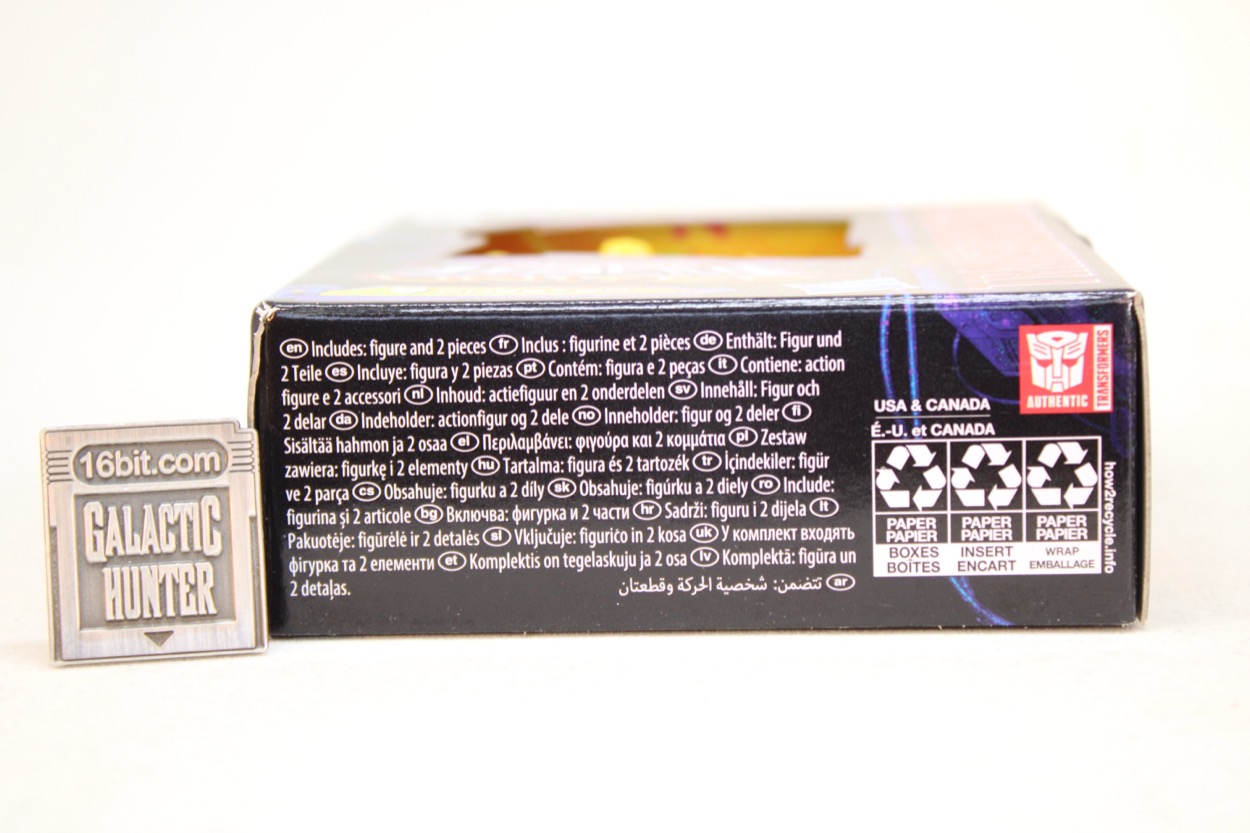 (en) Includes: figure and 2 pieces (fr) Inclus : figurine et 2 pièces (de) Enthält: Figur und
2 Teile (es) Incluye: figura y 2 piezas (pt) Contém: figura e 2 peças (it) Contiene: action
figure e 2 accessori (nl) Inhoud: actiefiguur en 2 onderdelen (sv) Innehåll: Figur och
2 delar (da) Indeholder: actionfigur og 2 dele (no) Inneholder: figur og 2 deler (fi)
Sisältää hahmon ja 2 osaa (el) Περιλαμβάνει: φιγούρα και 2 κομμάτια (pl) Zestaw
zawiera: figurkę i 2 elementy (hu) Tartalma: figura és 2 tartozék (tr) İçindekiler: figür
ve 2 parça (cs) Obsahuje: figurku a 2 díly (sk) Obsahuje: figúrku a 2 diely (ro) Include:
figurina și 2 articole (bg) Включва: фигурка и 2 части (hr) Sadrži: figuru i 2 dijela (lt)
Pakuotėje: figūrėlė ir 2 detalės (sl) Vključuje: figurico in 2 kosa (uk) У комплект входять
фігурка та 2 елементи (et) Komplektis on tegelaskuju ja 2 osa (lv) Komplektā: figūra un
2 detaļas.
(ar) تتضمن: شخصية الحركة وقطعتان
USA & CANADA
É.-U. et CANADA
PAPER PAPIER
BOXES
BOÎTES
PAPER PAPIER
INSERT
ENCART
PAPER PAPIER
WRAP
EMBALLAGE
how2recycle.info
AUTHENTIC
TRANSFORMERS
16bit.com
GALACTIC
HUNTER